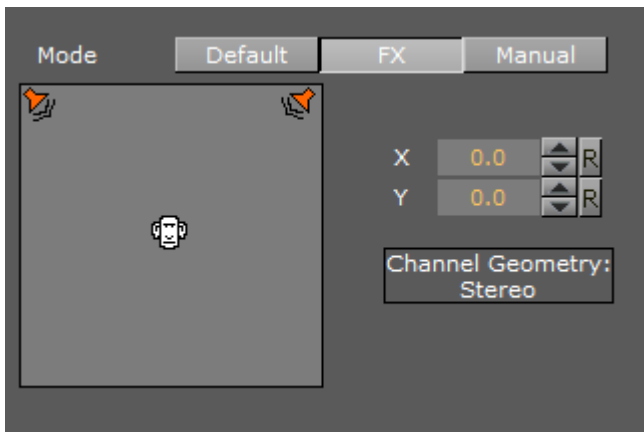 Mode Default FX Manual
X 0.0 R
Y 0.0 R
Channel Geometry:
Stereo